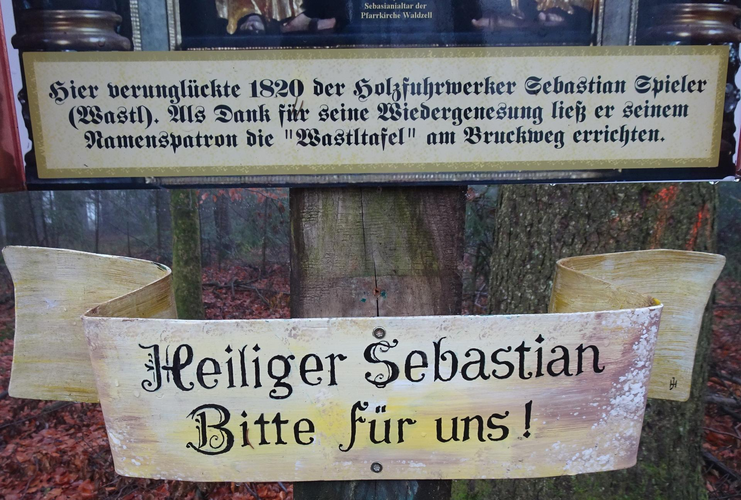 Sebasianialtar der
Pfarrkirche Waldzell
Hier verunglückte 1820 der Holzfuhrwerker Sebastian Spieler
(Wastl). Als Dank für seine Wiedergenesung ließ er seinem
Namenspatron die "Wastltafel" am Bruckweg errichten.
Heiliger Sebastian
Bitte für uns!